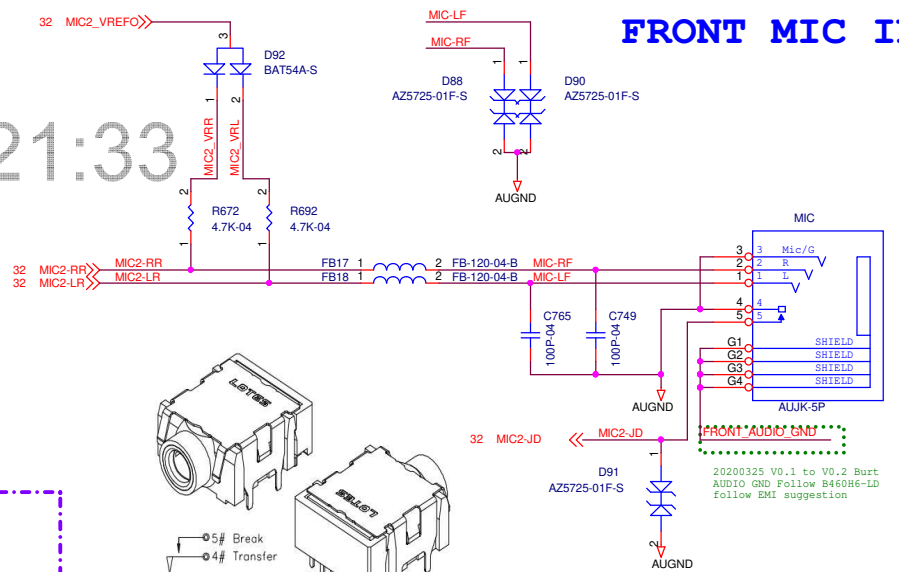 32 MIC2_VREFO
MIC-LF
MIC-RF
FRONT MIC I
3
D92
BAT54A-S
1
2
MIC2_VRR
MIC2_VRL
1
1
D88
AZ5725-01F-S
D90
AZ5725-01F-S
2
2
AUGND
21:33
2
2
R672
4.7K-04
R692
4.7K-04
1
1
MIC
32 MIC2-RR
MIC2-RR
FB17 1
2 FB-120-04-B
MIC-RF
32 MIC2-LR
MIC2-LR
FB18 1
2 FB-120-04-B
MIC-LF
3 3 Mic/G
2 2 R
1 1 L
4 4
5 5
C765
100P-04
C749
100P-04
G1 SHIELD
G2 SHIELD
G3 SHIELD
G4 SHIELD
AUGND
AUJK-5P
32 MIC2-JD
MIC2-JD
FRONT_AUDIO_GND
1
D91
AZ5725-01F-S
2
AUGND
20200325 V0.1 to V0.2 Burt
AUDIO GND Follow B460H6-LD
follow EMI suggestion
LOTES
LOTES
5# Break
4# Transfer